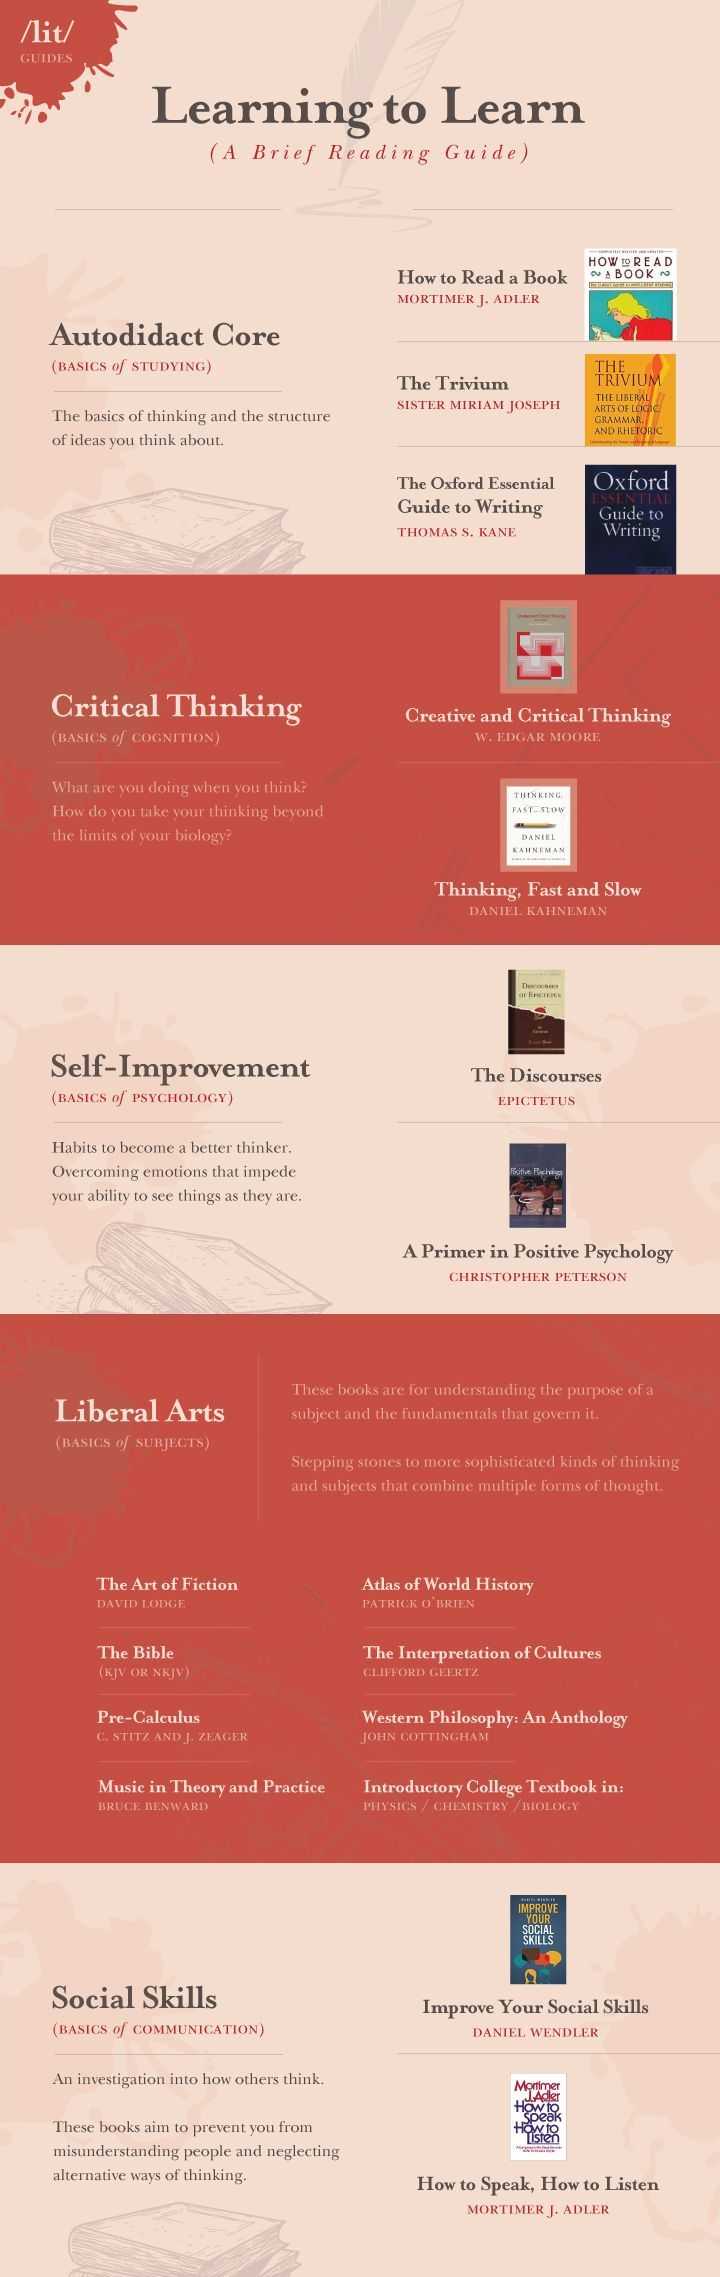 /lit/
GUIDES
Learning to Learn
(A Brief Reading Guide)
Autodidact Core
(BASICS of STUDYING)
The basics of thinking and the structure
of ideas you think about.
How to Read a Book
MORTIMER J. ADLER
HOW TO READ
A BOOK
The Trivium
SISTER MIRIAM JOSEPH
THE
TRIVIUM
THE LIBERAL
ARTS OF LOGIC,
GRAMMAR,
AND RHETORIC
The Oxford Essential
Guide to Writing
THOMAS S. KANE
Oxford
ESSENTIAL
Guide to
Writing
Critical Thinking
(BASICS of COGNITION)
What are you doing when you think?
How do you take your thinking beyond
the limits of your biology?
Creative and Critical Thinking
W. EDGAR MOORE
THINKING,
FAST AND SLOW
DANIEL
KAHNEMAN
Thinking, Fast and Slow
DANIEL KAHNEMAN
Self-Improvement
(BASICS of PSYCHOLOGY)
Habits to become a better thinker.
Overcoming emotions that impede
your ability to see things as they are.
DISCOURSES
OF EPICTETUS
The Discourses
EPICTETUS
Positive Psychology
A Primer in Positive Psychology
CHRISTOPHER PETERSON
Liberal Arts
(BASICS of SUBJECTS)
These books are for understanding the purpose of a
subject and the fundamentals that govern it.
Stepping stones to more sophisticated kinds of thinking
and subjects that combine multiple forms of thought.
The Art of Fiction
DAVID LODGE
The Bible
(KJV OR NKJV)
Pre-Calculus
C. STITZ AND J. ZEAGER
Music in Theory and Practice
BRUCE BENWARD
Atlas of World History
PATRICK O'BRIEN
The Interpretation of Cultures
CLIFFORD GEERTZ
Western Philosophy: An Anthology
JOHN COTTINGHAM
Introductory College Textbook in:
PHYSICS / CHEMISTRY /BIOLOGY
Social Skills
(BASICS of COMMUNICATION)
An investigation into how others think.
These books aim to prevent you from
misunderstanding people and neglecting
alternative ways of thinking.
DANIEL WENDLER
IMPROVE
YOUR
SOCIAL
SKILLS
Improve Your Social Skills
DANIEL WENDLER
Mortimer
J. Adler
How to
Speak
How to
Listen
How to Speak, How to Listen
MORTIMER J. ADLER